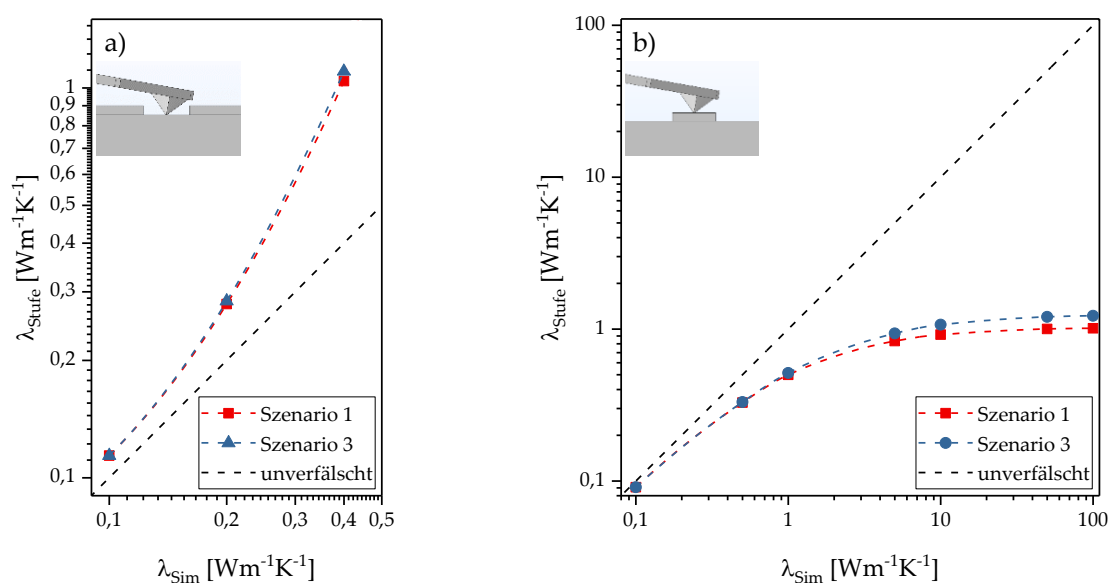 a)
λStufe [Wm-1K-1]
1
0,9
0,8
0,7
0,6
0,5
0,4
0,3
0,2
0,1
Szenario 1
Szenario 3
unverfälscht
0,1 0,2 0,3 0,4 0,5
λSim [Wm-1K-1]
b)
λStufe [Wm-1K-1]
100
10
1
0,1
Szenario 1
Szenario 3
unverfälscht
0,1 1 10 100
λSim [Wm-1K-1]